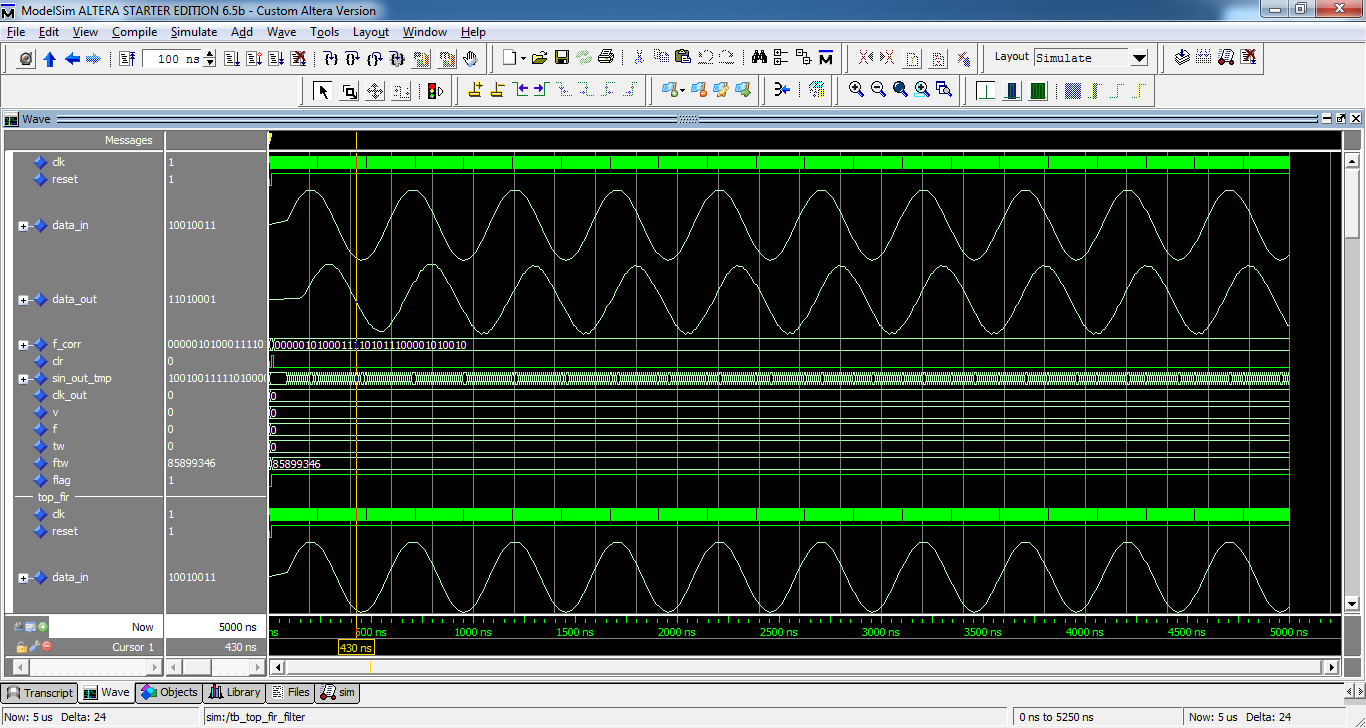 ModelSim ALTERA STARTER EDITION 6.5b - Custom Altera Version
File Edit View Compile Simulate Add Wave Tools Layout Window Help
100 ns Layout Simulate
Wave
Messages
clk 1
reset 1
data_in 10010011
data_out 11010001
f_corr 0000010100011110 00000101000111101011100001010010
clr 0
sin_out_tmp 1001001111010000
clk_out 0 0
v 0 0
f 0 0
tw 0 0
ftw 85899346 85899346
flag 1
top_fir
clk 1
reset 1
data_in 10010011
Now 5000 ns ns 500 ns 1000 ns 1500 ns 2000 ns 2500 ns 3000 ns 3500 ns 4000 ns 4500 ns 5000 ns
Cursor 1 430 ns 430 ns
Transcript Wave Objects Library Files sim
Now: 5 us Delta: 24 sim:/tb_top_fir_filter 0 ns to 5250 ns Now: 5 us Delta: 24